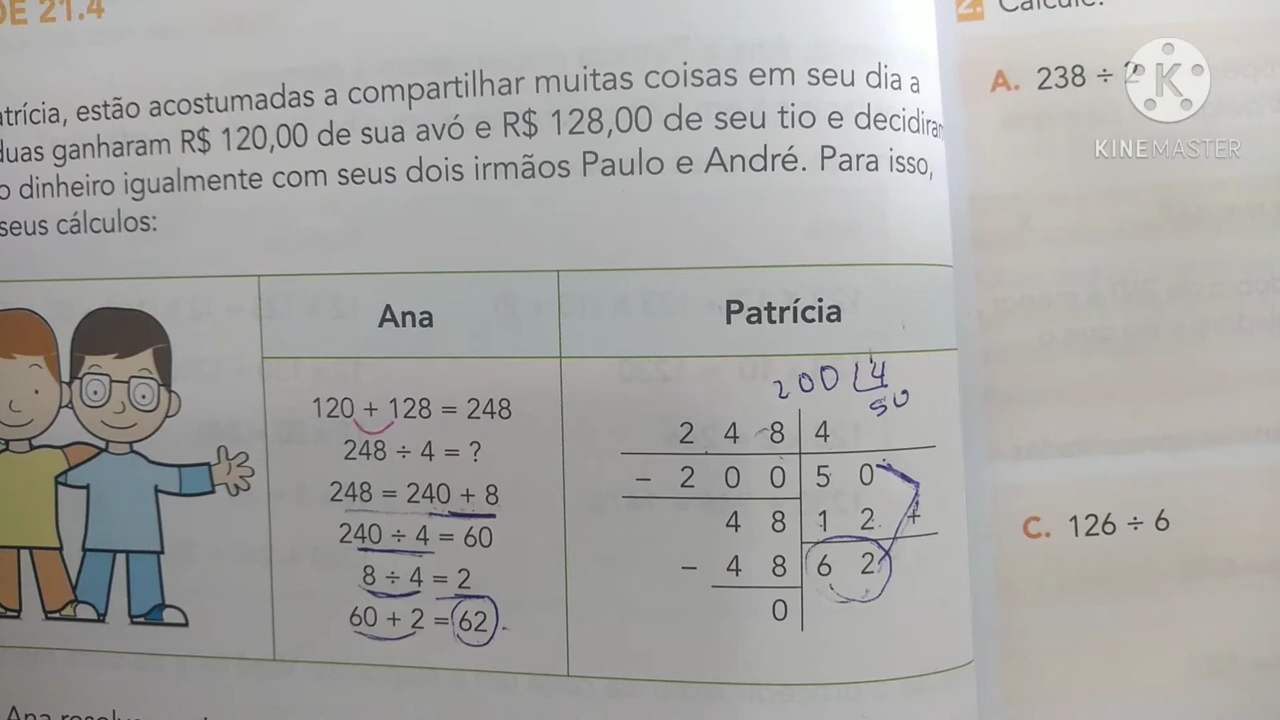 DE 21.4
atrícia, estão acostumadas a compartilhar muitas coisas em seu dia a
duas ganharam R$ 120,00 de sua avó e R$ 128,00 de seu tio e decidiram
o dinheiro igualmente com seus dois irmãos Paulo e André. Para isso,
seus cálculos:
Ana
120 + 128 = 248
248 ÷ 4 = ?
248 = 240 + 8
240 ÷ 4 = 60
8 ÷ 4 = 2
60 + 2 = 62
Patrícia
200 4
50
2 4 8 4
- 2 0 0 5 0
4 8 1 2 +
- 4 8 6 2
0
2. Calcule:
A. 238 ÷ 2
K
KINEMASTER
C. 126 ÷ 6